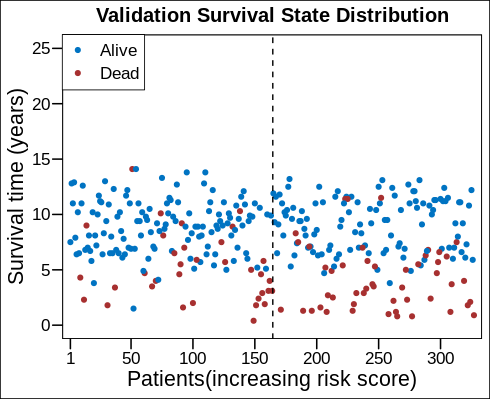 Validation Survival State Distribution
Alive
Dead
25
20
15
10
5
0
Survival time (years)
1 50 100 150 200 250 300
Patients(increasing risk score)